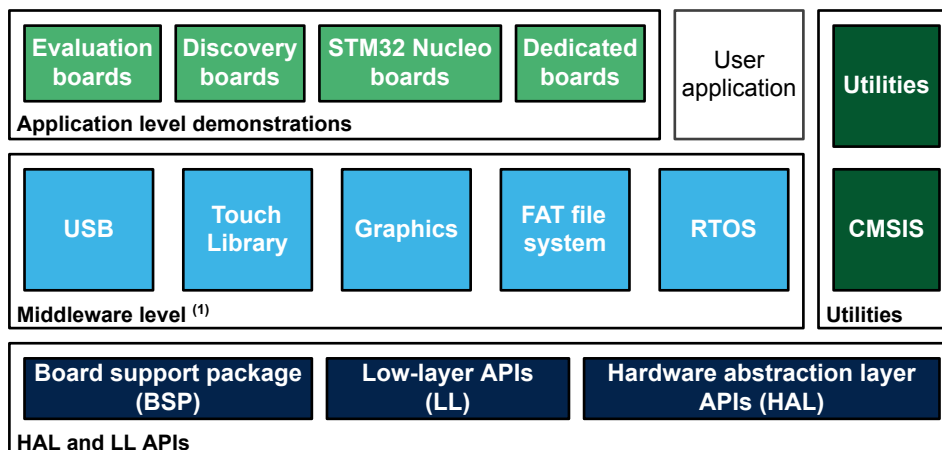 Evaluation
boards
Discovery
boards
STM32 Nucleo
boards
Dedicated
boards
Application level demonstrations
User
application
Utilities
USB
Touch
Library
Graphics
FAT file
system
RTOS
Middleware level (1)
CMSIS
Utilities
Board support package
(BSP)
Low-layer APIs
(LL)
Hardware abstraction layer
APIs (HAL)
HAL and LL APIs